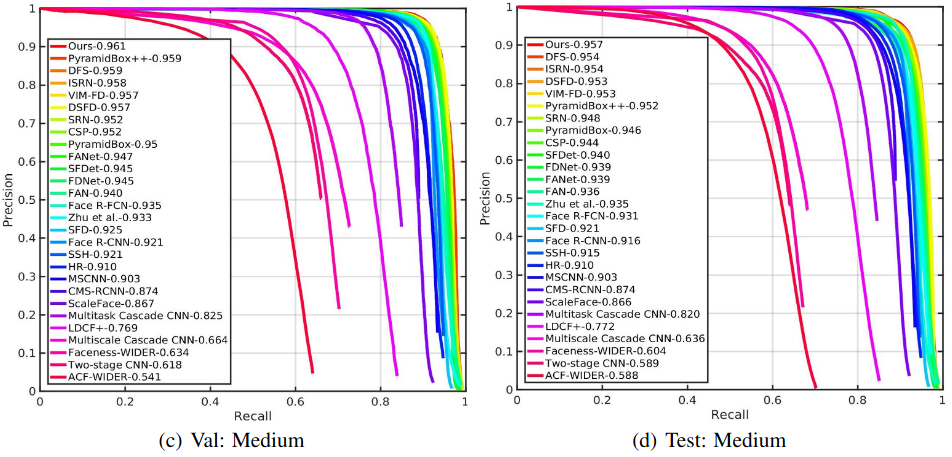 1
0.9
0.8
0.7
0.6
0.5
0.4
0.3
0.2
0.1
0
Precision
Ours-0.961
PyramidBox++-0.959
DFS-0.959
ISRN-0.958
VIM-FD-0.957
DSFD-0.957
SRN-0.952
CSP-0.952
PyramidBox-0.95
FANet-0.947
SFDet-0.945
FDNet-0.945
FAN-0.940
Face R-FCN-0.935
Zhu et al.-0.933
SFD-0.925
Face R-CNN-0.921
SSH-0.921
HR-0.910
MSCNN-0.903
CMS-RCNN-0.874
ScaleFace-0.867
Multitask Cascade CNN-0.825
LDCF+-0.769
Multiscale Cascade CNN-0.664
Faceness-WIDER-0.634
Two-stage CNN-0.618
ACF-WIDER-0.541
0 0.2 0.4 0.6 0.8 1
Recall
(c) Val: Medium
1
0.9
0.8
0.7
0.6
0.5
0.4
0.3
0.2
0.1
0
Precision
Ours-0.957
DFS-0.954
ISRN-0.954
DSFD-0.953
VIM-FD-0.953
PyramidBox++-0.952
SRN-0.948
PyramidBox-0.946
CSP-0.944
SFDet-0.940
FDNet-0.939
FANet-0.939
FAN-0.936
Zhu et al.-0.935
Face R-FCN-0.931
SFD-0.921
Face R-CNN-0.916
SSH-0.915
HR-0.910
MSCNN-0.903
CMS-RCNN-0.874
ScaleFace-0.866
Multitask Cascade CNN-0.820
LDCF+-0.772
Multiscale Cascade CNN-0.636
Faceness-WIDER-0.604
Two-stage CNN-0.589
ACF-WIDER-0.588
0 0.2 0.4 0.6 0.8 1
Recall
(d) Test: Medium